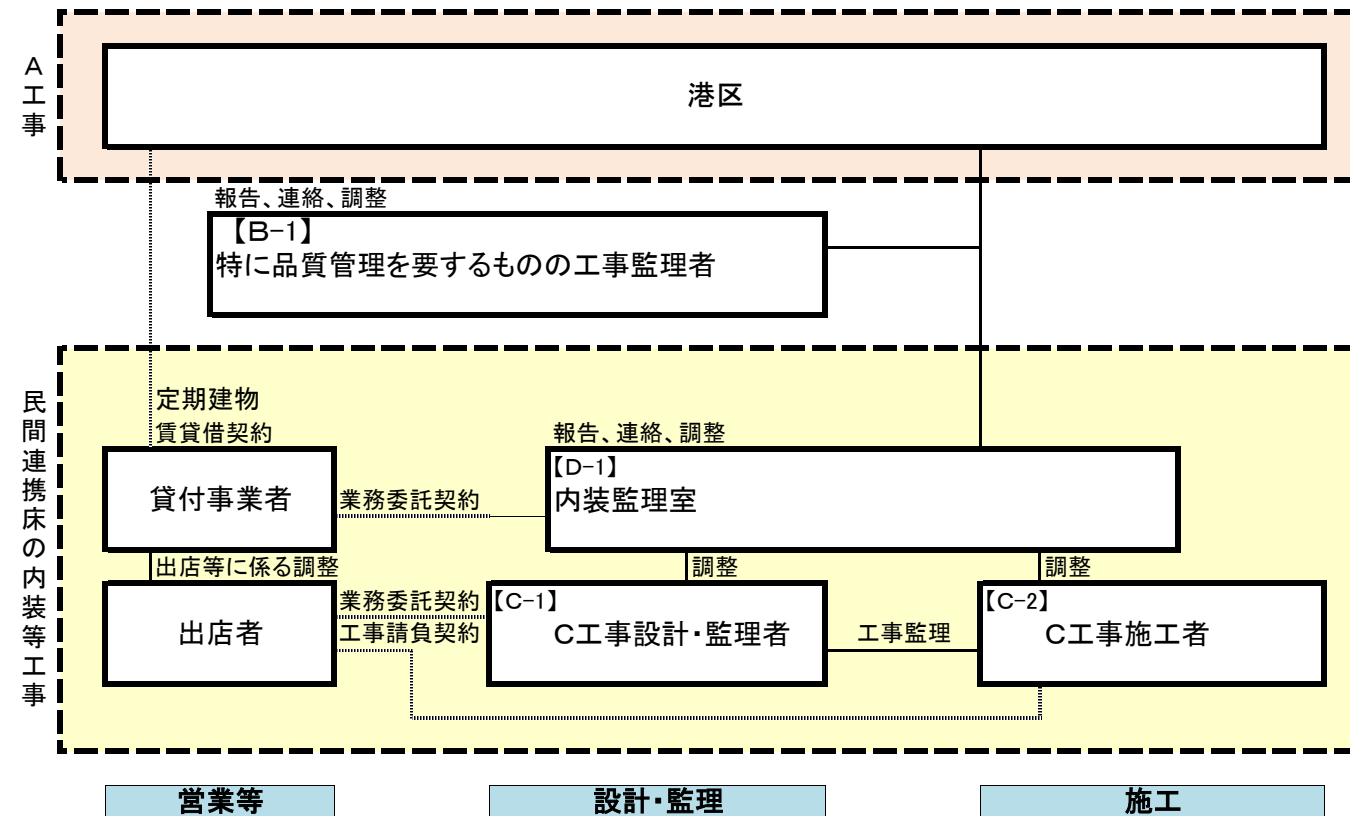 A工事
港区
報告、連絡、調整
【B-1】
特に品質管理を要するものの工事監理者
民間連携床の内装等工事
定期建物
賃貸借契約
報告、連絡、調整
貸付事業者
業務委託契約
【D-1】
内装監理室
出店等に係る調整
調整
調整
出店者
業務委託契約
工事請負契約
【C-1】
C工事設計・監理者
工事監理
【C-2】
C工事施工者
営業等
設計・監理
施工